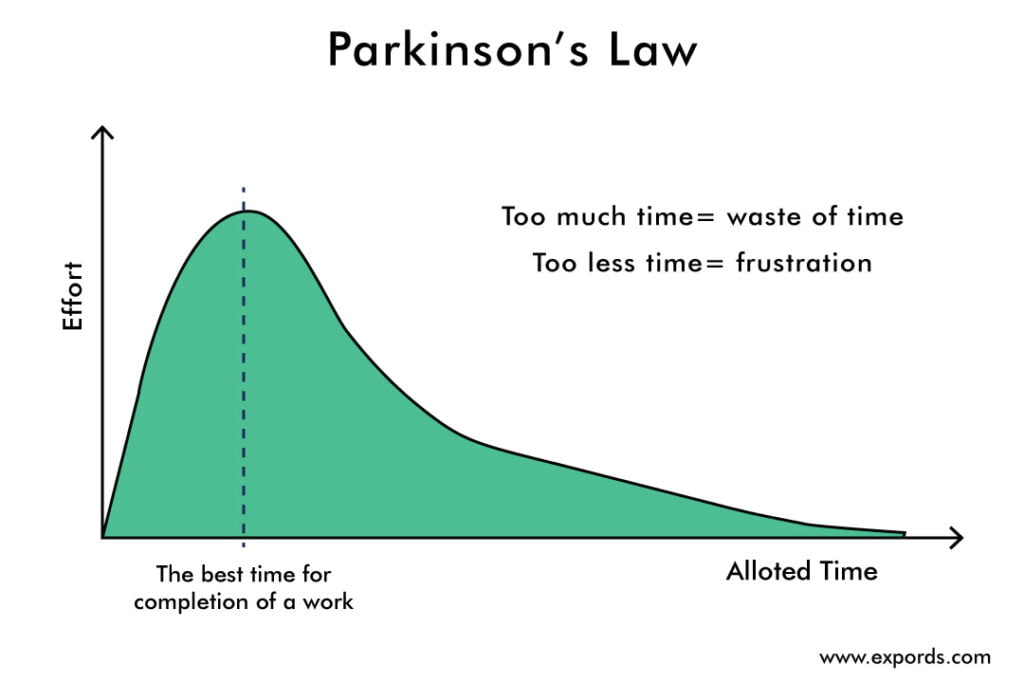 Parkinson's Law
Too much time= waste of time
Too less time= frustration
Effort
The best time for
completion of a work
Alloted Time
www.expords.com